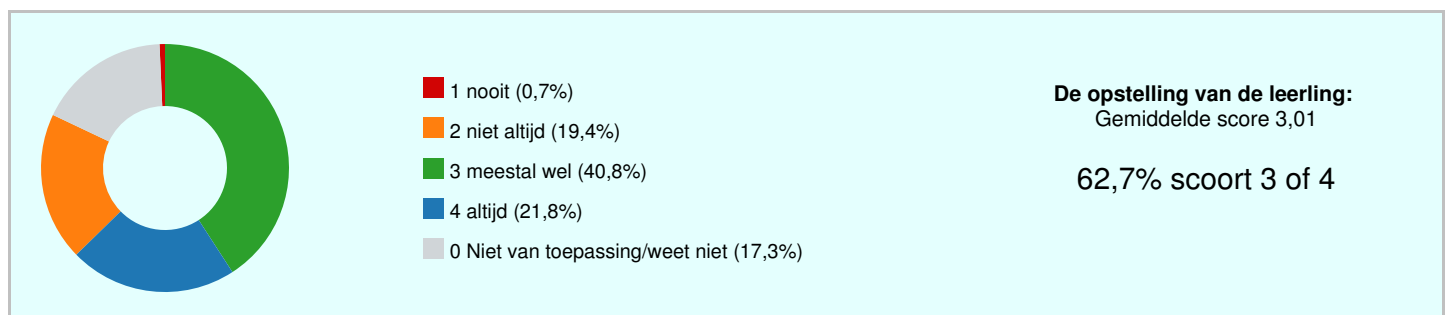 1 nooit (0,7%)
2 niet altijd (19,4%)
3 meestal wel (40,8%)
4 altijd (21,8%)
0 Niet van toepassing/weet niet (17,3%)
De opstelling van de leerling:
Gemiddelde score 3,01
62,7% scoort 3 of 4